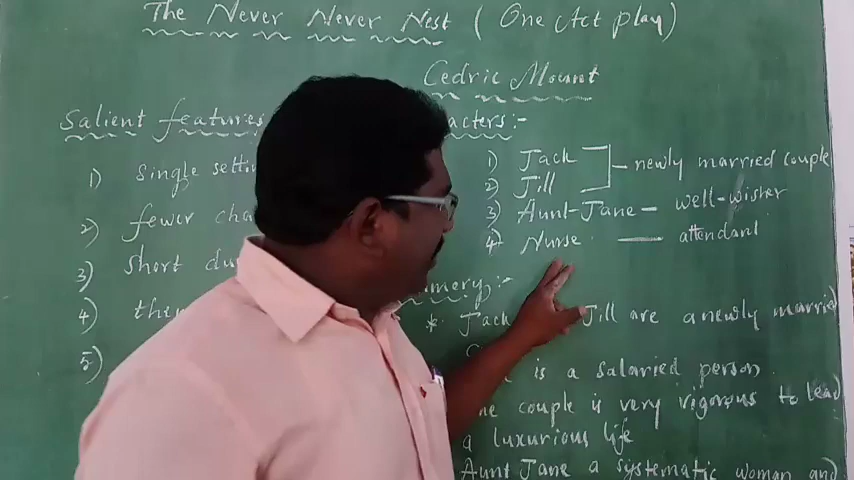 The Never Never Nest (One Act play)
Cedric Mount
Salient features
acters:-
1) single setti
2) fewer cha
3) short du
4) the
5)
1) Jack
2) Jill
newly married couple
3) Aunt-Jane - well-wisher
4) Nurse - attendant
mmery:-
* Jack Jill are a newly married
is a salaried person.
couple is very vigorous to lead
a luxurious life
Aunt Jane a systematic woman and